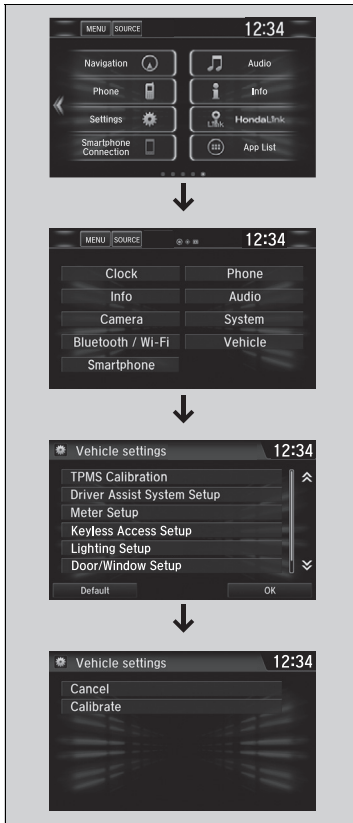 MENU SOURCE 12:34
Navigation Audio
Phone Info
Settings Link HondaLink
Smartphone
Connection App List
MENU SOURCE 12:34
Clock Phone
Info Audio
Camera System
Bluetooth / Wi-Fi Vehicle
Smartphone
Vehicle settings 12:34
TPMS Calibration
Driver Assist System Setup
Meter Setup
Keyless Access Setup
Lighting Setup
Door/Window Setup
Default OK
Vehicle settings 12:34
Cancel
Calibrate